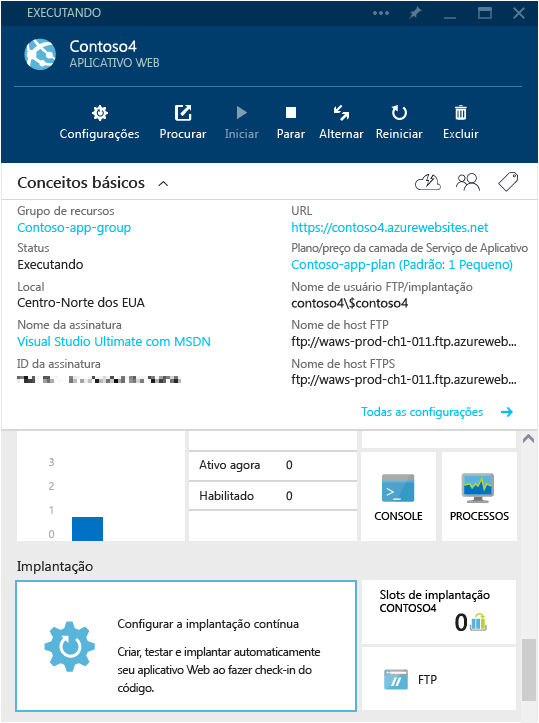 EXECUTANDO
Contoso4
APLICATIVO WEB
Configurações Procurar Iniciar Parar Alternar Reiniciar Excluir
Conceitos básicos
Grupo de recursos
Contoso-app-group
Status
Executando
Local
Centro-Norte dos EUA
Nome da assinatura
Visual Studio Ultimate com MSDN
ID da assinatura
URL
https://contoso4.azurewebsites.net
Plano/preço da camada de Serviço de Aplicativo
Contoso-app-plan (Padrão: 1 Pequeno)
Nome de usuário FTP/implantação
contoso4\$contoso4
Nome de host FTP
ftp://waws-prod-ch1-011.ftp.azureweb...
Nome de host FTPS
ftp://waws-prod-ch1-011.ftp.azureweb...
Todas as configurações
3
2
1
0
Ativo agora 0
Habilitado 0
CONSOLE
PROCESSOS
Implantação
Configurar a implantação contínua
Criar, testar e implantar automaticamente
seu aplicativo Web ao fazer check-in do
código.
Slots de implantação
CONTOSO4
0
FTP